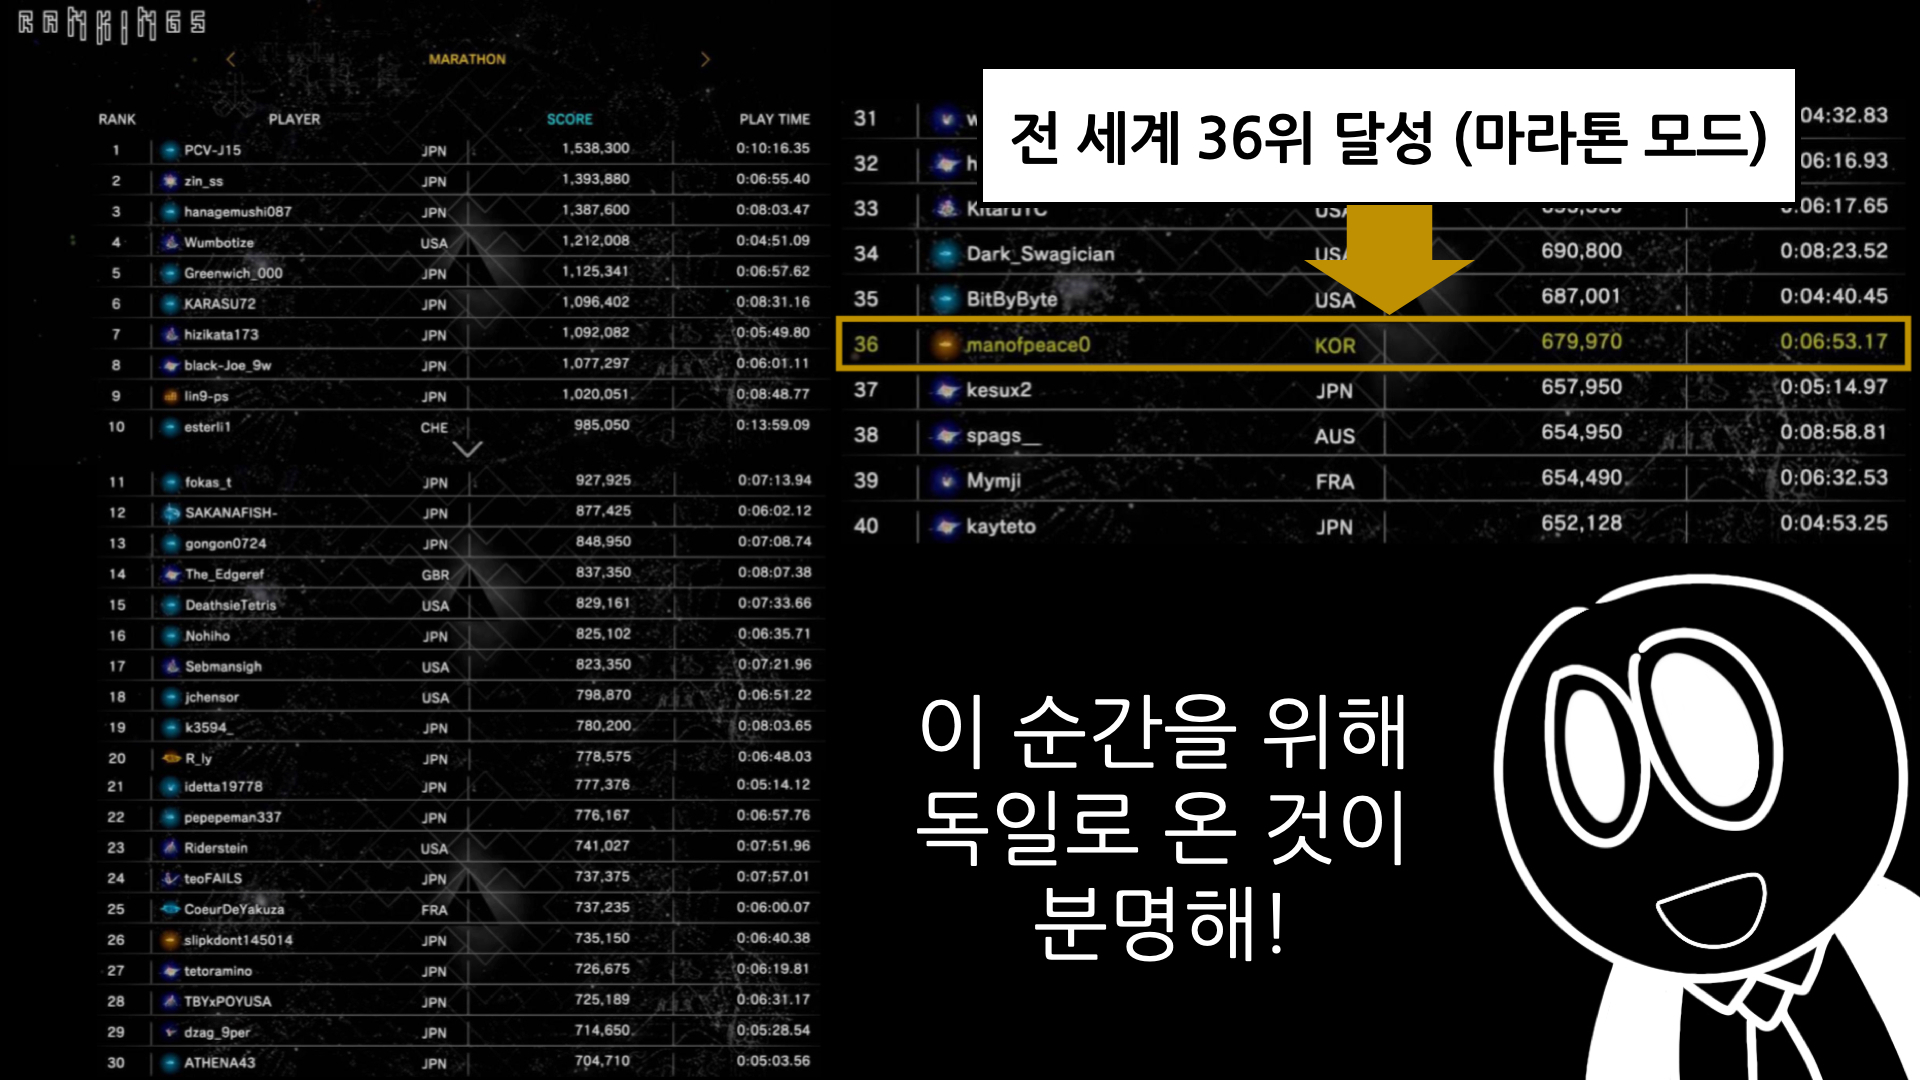 RANKINGS
MARATHON
RANK PLAYER SCORE PLAY TIME
1 PCV-J15 JPN 1,538,300 0:10:16.35
2 zin_ss JPN 1,393,880 0:06:55.40
3 hanagemushi087 JPN 1,387,600 0:08:03.47
4 Wumbotize USA 1,212,008 0:04:51.09
5 Greenwich_000 JPN 1,125,341 0:06:57.62
6 KARASU72 JPN 1,096,402 0:08:31.16
7 hizikata173 JPN 1,092,082 0:05:49.80
8 black-Joe_9w JPN 1,077,297 0:06:01.11
9 lin9-ps JPN 1,020,051 0:08:48.77
10 esterli1 CHE 985,050 0:13:59.09
11 fokas_t JPN 927,925 0:07:13.94
12 SAKANAFISH- JPN 877,425 0:06:02.12
13 gongon0724 JPN 848,950 0:07:08.74
14 The_Edgeref GBR 837,350 0:08:07.38
15 DeathsieTetris USA 829,161 0:07:33.66
16 Nohiho JPN 825,102 0:06:35.71
17 Sebmansigh USA 823,350 0:07:21.96
18 jchensor USA 798,870 0:06:51.22
19 k3594_ JPN 780,200 0:08:03.65
20 R_ly JPN 778,575 0:06:48.03
21 idetta19778 JPN 777,376 0:05:14.12
22 pepepeman337 JPN 776,167 0:06:57.76
23 Riderstein USA 741,027 0:07:51.96
24 teoFAILS JPN 737,375 0:07:57.01
25 CoeurDeYakuza FRA 737,235 0:06:00.07
26 slipkdont145014 JPN 735,150 0:06:40.38
27 tetoramino JPN 726,675 0:06:19.81
28 TBYxPOYUSA JPN 725,189 0:06:31.17
29 dzag_9per JPN 714,650 0:05:28.54
30 ATHENA43 JPN 704,710 0:05:03.56
전 세계 36위 달성 (마라톤 모드)
31 04:32.83
32 06:16.93
33 KitaruTC USA :06:17.65
34 Dark_Swagician USA 690,800 0:08:23.52
35 BitByByte USA 687,001 0:04:40.45
36 manofpeace0 KOR 679,970 0:06:53.17
37 kesux2 JPN 657,950 0:05:14.97
38 spags__ AUS 654,950 0:08:58.81
39 Mymji FRA 654,490 0:06:32.53
40 kayteto JPN 652,128 0:04:53.25
이 순간을 위해
독일로 온 것이
분명해!